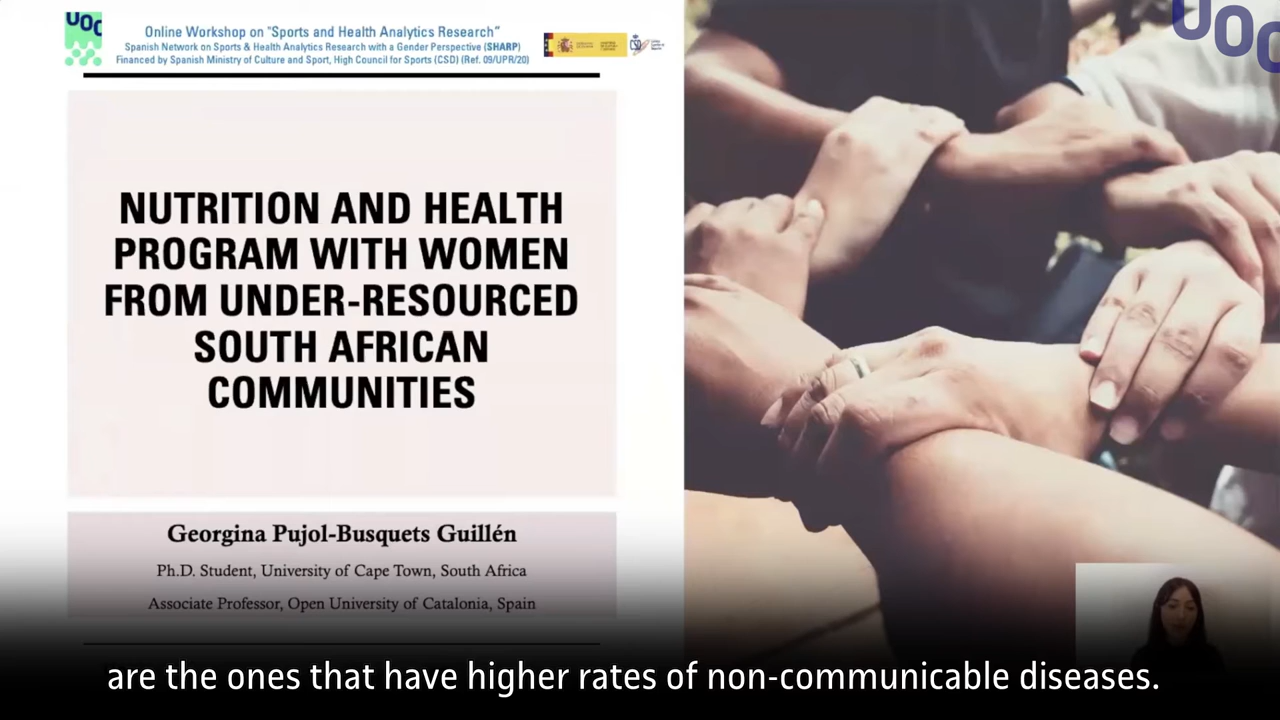 UOC
Online Workshop on "Sports and Health Analytics Research"
Spanish Network on Sports & Health Analytics Research with a Gender Perspective (SHARP)
Financed by Spanish Ministry of Culture and Sport, High Council for Sports (CSD) (Ref. 09/UPR/20)
UOC
NUTRITION AND HEALTH
PROGRAM WITH WOMEN
FROM UNDER-RESOURCED
SOUTH AFRICAN
COMMUNITIES
Georgina Pujol-Busquets Guillén
Ph.D. Student, University of Cape Town, South Africa
Associate Professor, Open University of Catalonia, Spain
are the ones that have higher rates of non-communicable diseases.